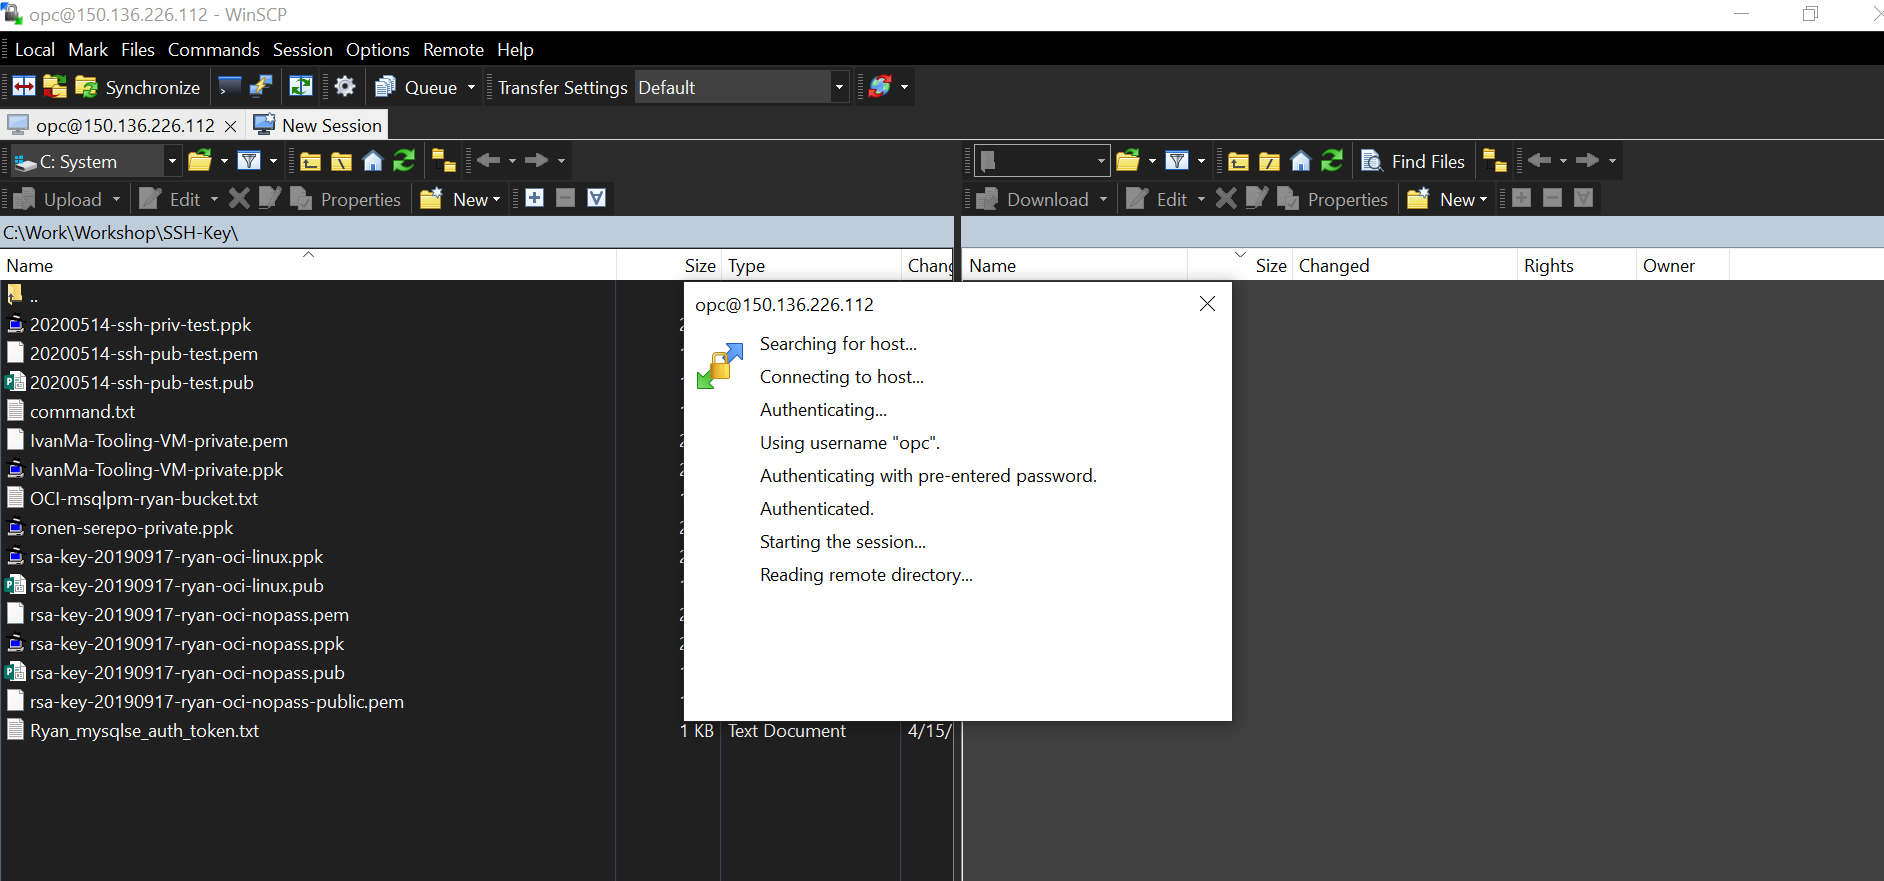 opc@150.136.226.112 - WinSCP
Local Mark Files Commands Session Options Remote Help
Synchronize Queue Transfer Settings Default
opc@150.136.226.112 New Session
C: System
Find Files
Upload Edit Properties New
Download Edit Properties New
C:\Work\Workshop\SSH-Key\
Name Size Type Chang
Name Size Changed Rights Owner
..
20200514-ssh-priv-test.ppk
20200514-ssh-pub-test.pem
20200514-ssh-pub-test.pub
command.txt
IvanMa-Tooling-VM-private.pem
IvanMa-Tooling-VM-private.ppk
OCI-msqlpm-ryan-bucket.txt
ronen-serepo-private.ppk
rsa-key-20190917-ryan-oci-linux.ppk
rsa-key-20190917-ryan-oci-linux.pub
rsa-key-20190917-ryan-oci-nopass.pem
rsa-key-20190917-ryan-oci-nopass.ppk
rsa-key-20190917-ryan-oci-nopass.pub
rsa-key-20190917-ryan-oci-nopass-public.pem
Ryan_mysqlse_auth_token.txt 1 KB Text Document 4/15/
opc@150.136.226.112
Searching for host...
Connecting to host...
Authenticating...
Using username "opc".
Authenticating with pre-entered password.
Authenticated.
Starting the session...
Reading remote directory...